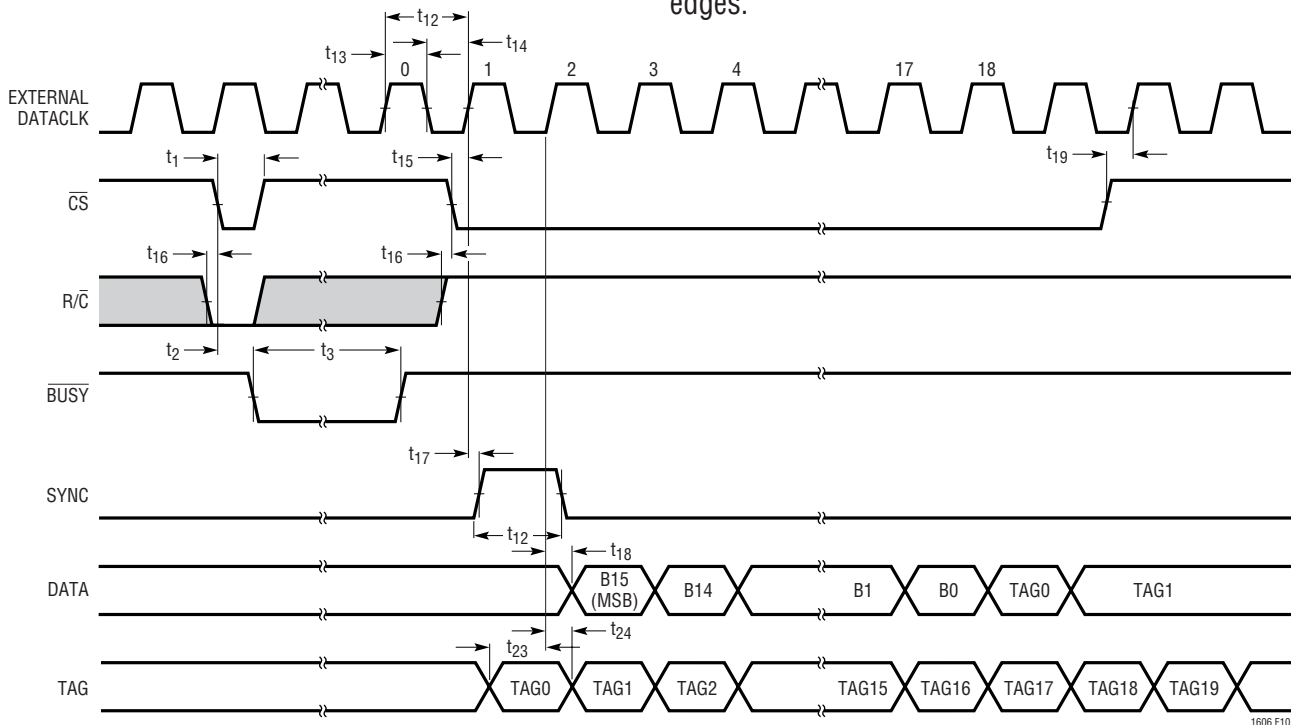 edges.
t12
t13
t14
0 1 2 3 4 17 18
EXTERNAL
DATACLK
t1
t15
t19
CS
t16
t16
R/C
t2
t3
BUSY
t17
SYNC
t12
t18
DATA
B15
(MSB)
B14 B1 B0 TAG0 TAG1
t24
t23
TAG
TAG0 TAG1 TAG2 TAG15 TAG16 TAG17 TAG18 TAG19
1606 F10